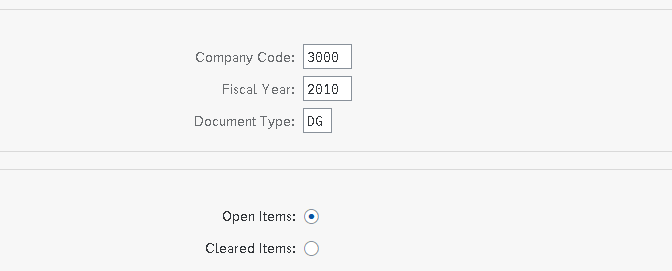 Company Code: 3000
Fiscal Year: 2010
Document Type: DG
Open Items:
Cleared Items: